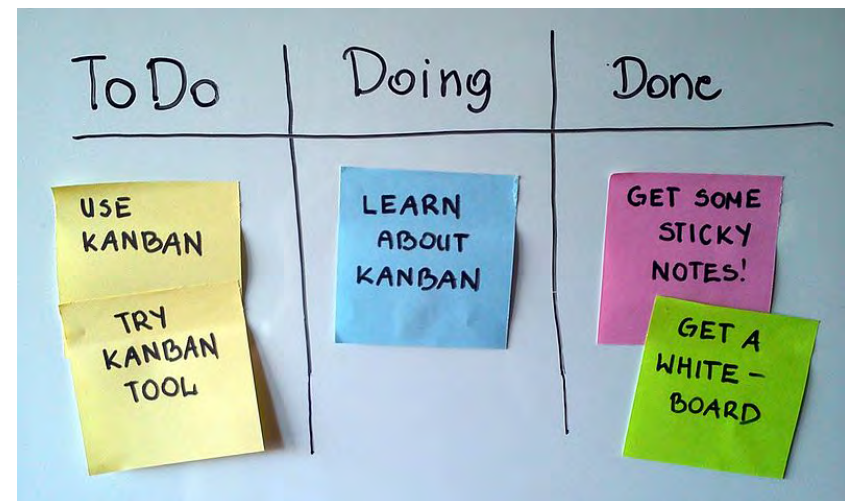 To Do
Doing
Done
USE
KANBAN
TRY
KANBAN
TOOL
LEARN
ABOUT
KANBAN
GET SOME
STICKY
NOTES!
GET A
WHITE-
BOARD